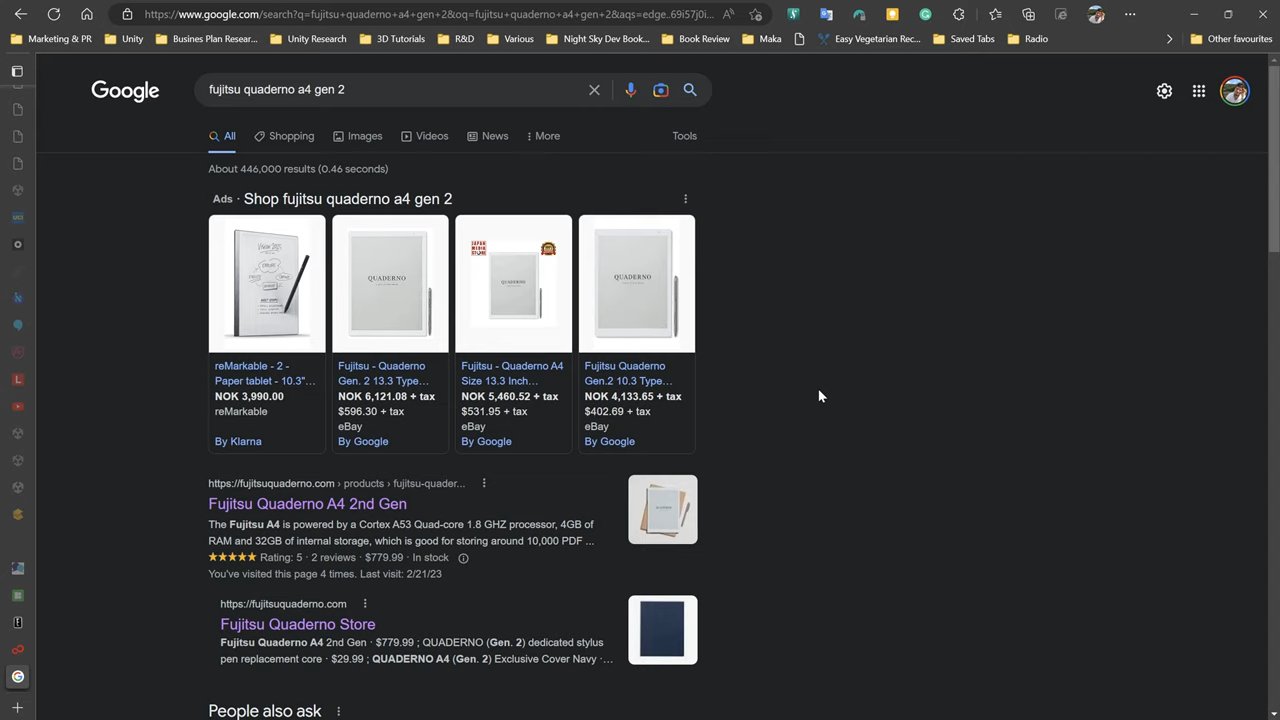 https://www.google.com/search?q=fujitsu+quaderno+a4+gen+2&oq=fujitsu+quaderno+a4+gen+2&aqs=edge..69i57j0i...
Marketing & PR
Unity
Busines Plan Resear...
Unity Research
3D Tutorials
R&D
Various
Night Sky Dev Book...
Book Review
Maka
Easy Vegetarian Rec...
Saved Tabs
Radio
Other favourites
Google
fujitsu quaderno a4 gen 2
All
Shopping
Images
Videos
News
More
Tools
About 446,000 results (0.46 seconds)
Ads · Shop fujitsu quaderno a4 gen 2
QUADERNO
JAPAN
MEDIA
STORE
QUADERNO
QUADERNO
reMarkable - 2 -
Paper tablet - 10.3"...
NOK 3,990.00
reMarkable
By Klarna
Fujitsu - Quaderno
Gen. 2 13.3 Type...
NOK 6,121.08 + tax
$596.30 + tax
eBay
By Google
Fujitsu - Quaderno A4
Size 13.3 Inch...
NOK 5,460.52 + tax
$531.95 + tax
eBay
By Google
Fujitsu Quaderno
Gen.2 10.3 Type...
NOK 4,133.65 + tax
$402.69 + tax
eBay
By Google
https://fujitsuquaderno.com › products › fujitsu-quader...
Fujitsu Quaderno A4 2nd Gen
The Fujitsu A4 is powered by a Cortex A53 Quad-core 1.8 GHZ processor, 4GB of
RAM and 32GB of internal storage, which is good for storing around 10,000 PDF ...
Rating: 5 · 2 reviews · $779.99 · In stock
You've visited this page 4 times. Last visit: 2/21/23
QUADERNO
https://fujitsuquaderno.com
Fujitsu Quaderno Store
Fujitsu Quaderno A4 2nd Gen · $779.99 ; QUADERNO (Gen. 2) dedicated stylus
pen replacement core · $29.99 ; QUADERNO A4 (Gen. 2) Exclusive Cover Navy ·...
People also ask